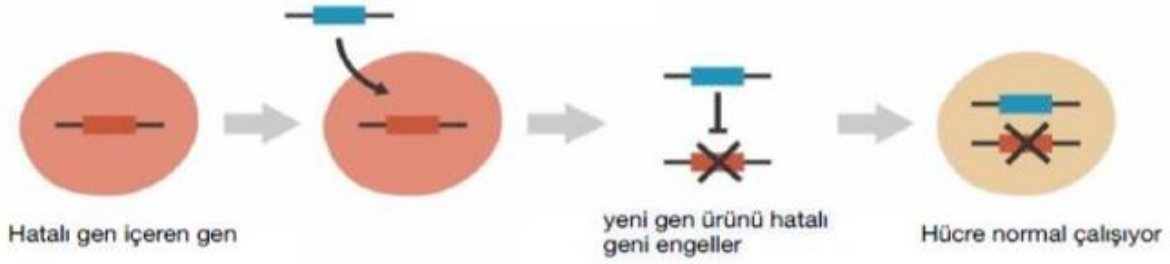 Hatalı gen içeren gen
yeni gen ürünü hatalı
geni engeller
Hücre normal çalışıyor